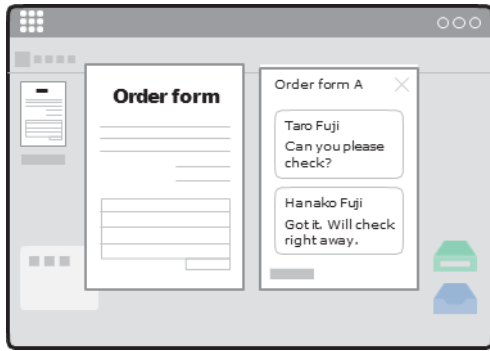 Order form
Order form A
Taro Fuji
Can you please
check?
Hanako Fuji
Got it. Will check
right away.